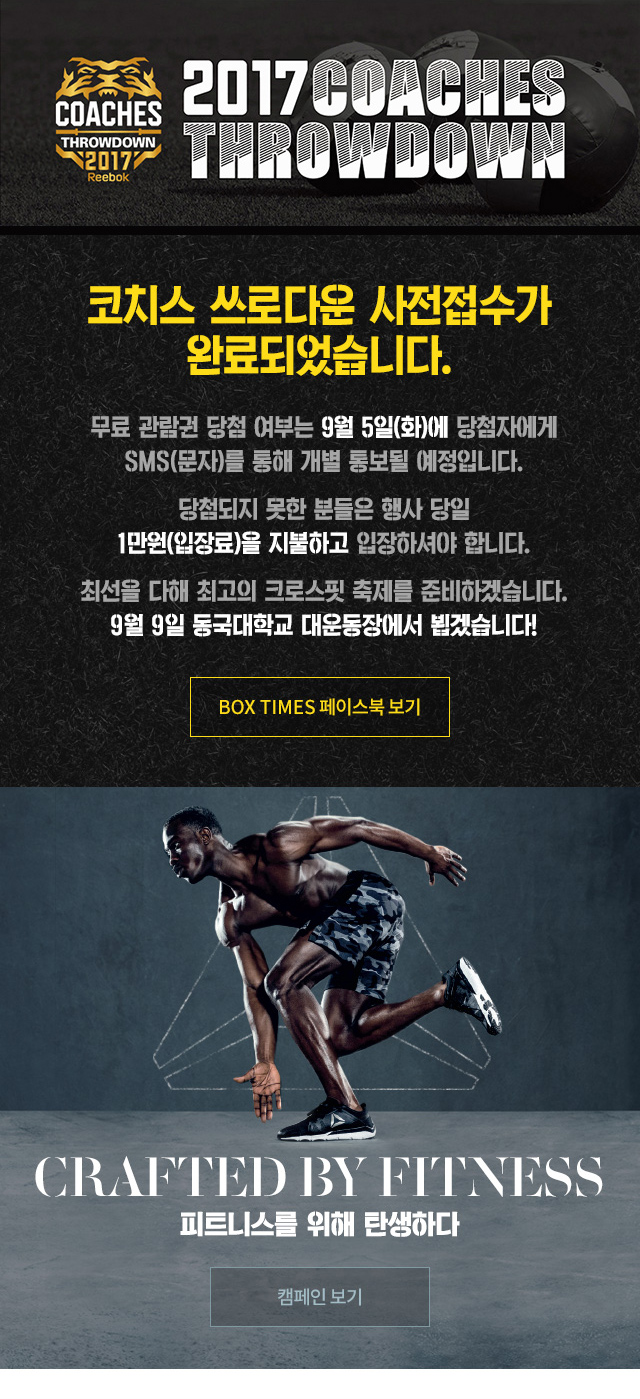 COACHES
THROWDOWN
2017
Reebok
2017COACHES
THROWDOWN
코치스 쓰로다운 사전접수가
완료되었습니다.
무료 관람권 당첨 여부는 9월 5일(화)에 당첨자에게
SMS(문자)를 통해 개별 통보될 예정입니다.
당첨되지 못한 분들은 행사 당일
1만원(입장료)을 지불하고 입장하셔야 합니다.
최선을 다해 최고의 크로스핏 축제를 준비하겠습니다.
9월 9일 동국대학교 대운동장에서 뵙겠습니다!
BOX TIMES 페이스북 보기
CRAFTED BY FITNESS
피트니스를 위해 탄생하다
캠페인 보기